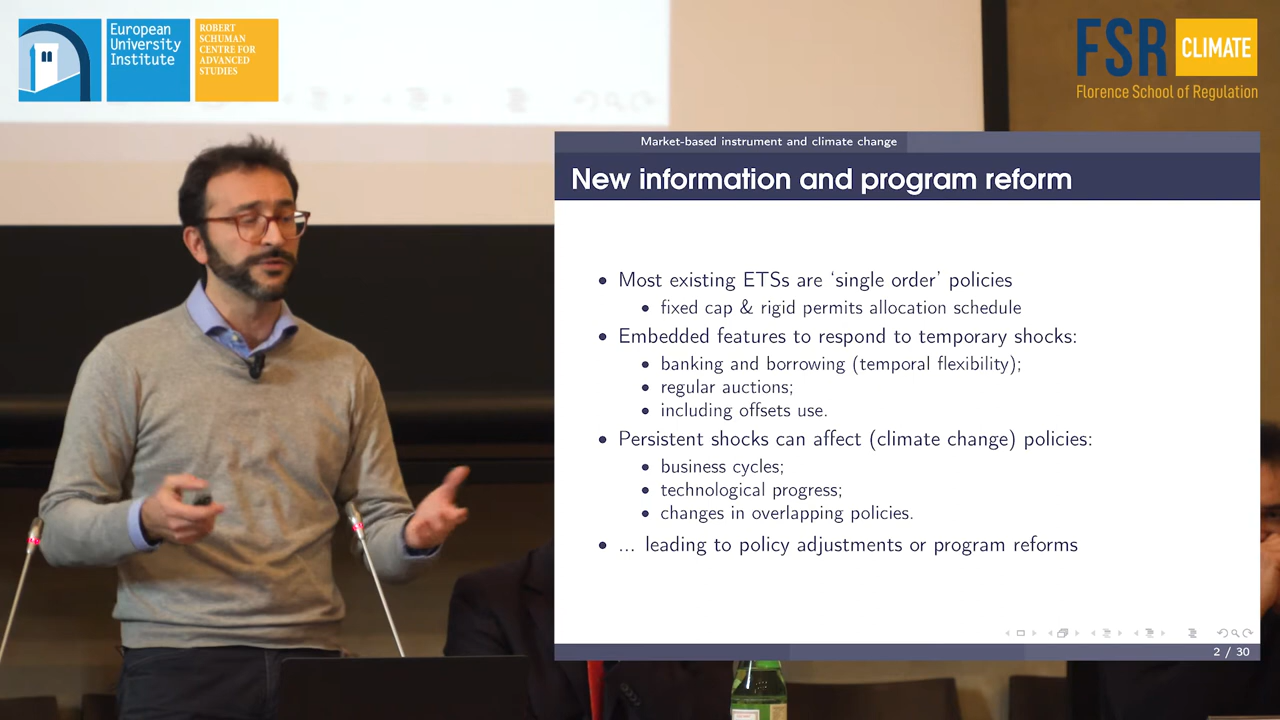 European
University
Institute
ROBERT
SCHUMAN
CENTRE FOR
ADVANCED
STUDIES
FSR CLIMATE
Florence School of Regulation
Market-based instrument and climate change
New information and program reform
• Most existing ETSs are ‘single order’ policies
• fixed cap & rigid permits allocation schedule
• Embedded features to respond to temporary shocks:
• banking and borrowing (temporal flexibility);
• regular auctions;
• including offsets use.
• Persistent shocks can affect (climate change) policies:
• business cycles;
• technological progress;
• changes in overlapping policies.
• ... leading to policy adjustments or program reforms
2 / 30